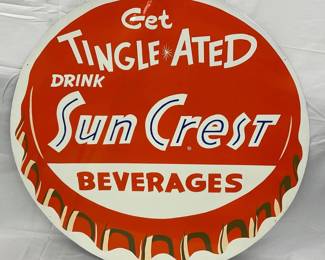 Get
TINGLE*ATED
DRINK
Sun Crest®
BEVERAGES